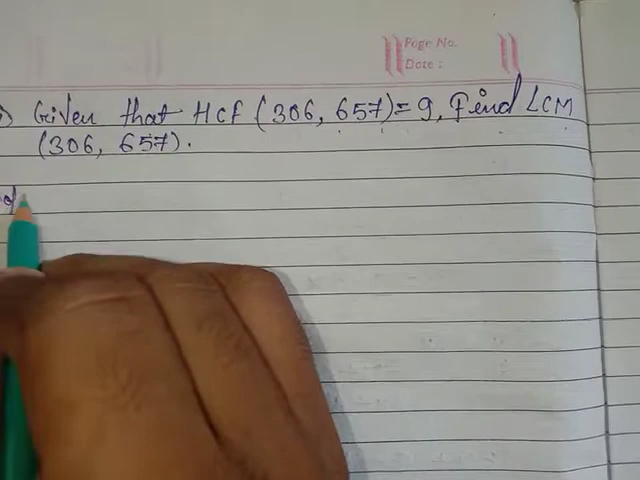 Page No.
Date :
) Given that HCF (306, 657) = 9, Find LCM
(306, 657).